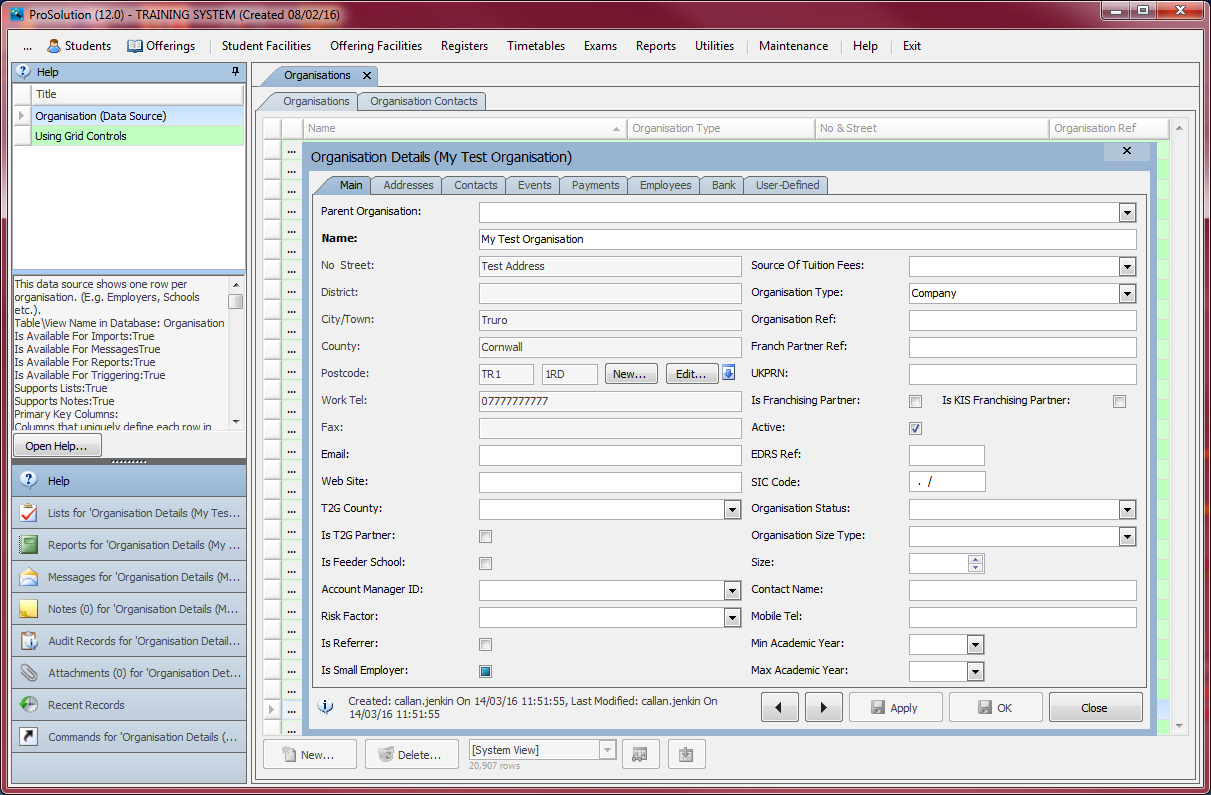 ProSolution (12.0) - TRAINING SYSTEM (Created 08/02/16)
... Students Offerings Student Facilities Offering Facilities Registers Timetables Exams Reports Utilities Maintenance Help Exit
Help
Title
Organisation (Data Source)
Using Grid Controls
This data source shows one row per
organisation. (E.g. Employers, Schools
etc.).
Table\View Name in Database: Organisation
Is Available For Imports:True
Is Available For MessagesTrue
Is Available For Reports:True
Is Available For Triggering:True
Supports Lists:True
Supports Notes:True
Primary Key Columns:
Columns that uniquely define each row in
Open Help...
Help
Lists for 'Organisation Details (My Tes...
Reports for 'Organisation Details (My ...
Messages for 'Organisation Details (M...
Notes (0) for 'Organisation Details (M...
Audit Records for 'Organisation Detail...
Attachments (0) for 'Organisation Det...
Recent Records
Commands for 'Organisation Details (...
Organisations
Organisations Organisation Contacts
Name Organisation Type No & Street Organisation Ref
Organisation Details (My Test Organisation)
Main Addresses Contacts Events Payments Employees Bank User-Defined
Parent Organisation:
Name: My Test Organisation
No Street: Test Address Source Of Tuition Fees:
District: Organisation Type: Company
City/Town: Truro Organisation Ref:
County: Cornwall Franch Partner Ref:
Postcode: TR1 1RD New... Edit... UKPRN:
Work Tel: 07777777777 Is Franchising Partner: Is KIS Franchising Partner:
Fax: Active:
Email: EDRS Ref:
Web Site: SIC Code: . /
T2G County: Organisation Status:
Is T2G Partner: Organisation Size Type:
Is Feeder School: Size:
Account Manager ID: Contact Name:
Risk Factor: Mobile Tel:
Is Referrer: Min Academic Year:
Is Small Employer: Max Academic Year:
Created: callan.jenkin On 14/03/16 11:51:55, Last Modified: callan.jenkin On
14/03/16 11:51:55
Apply OK Close
New... Delete... [System View]
20,907 rows